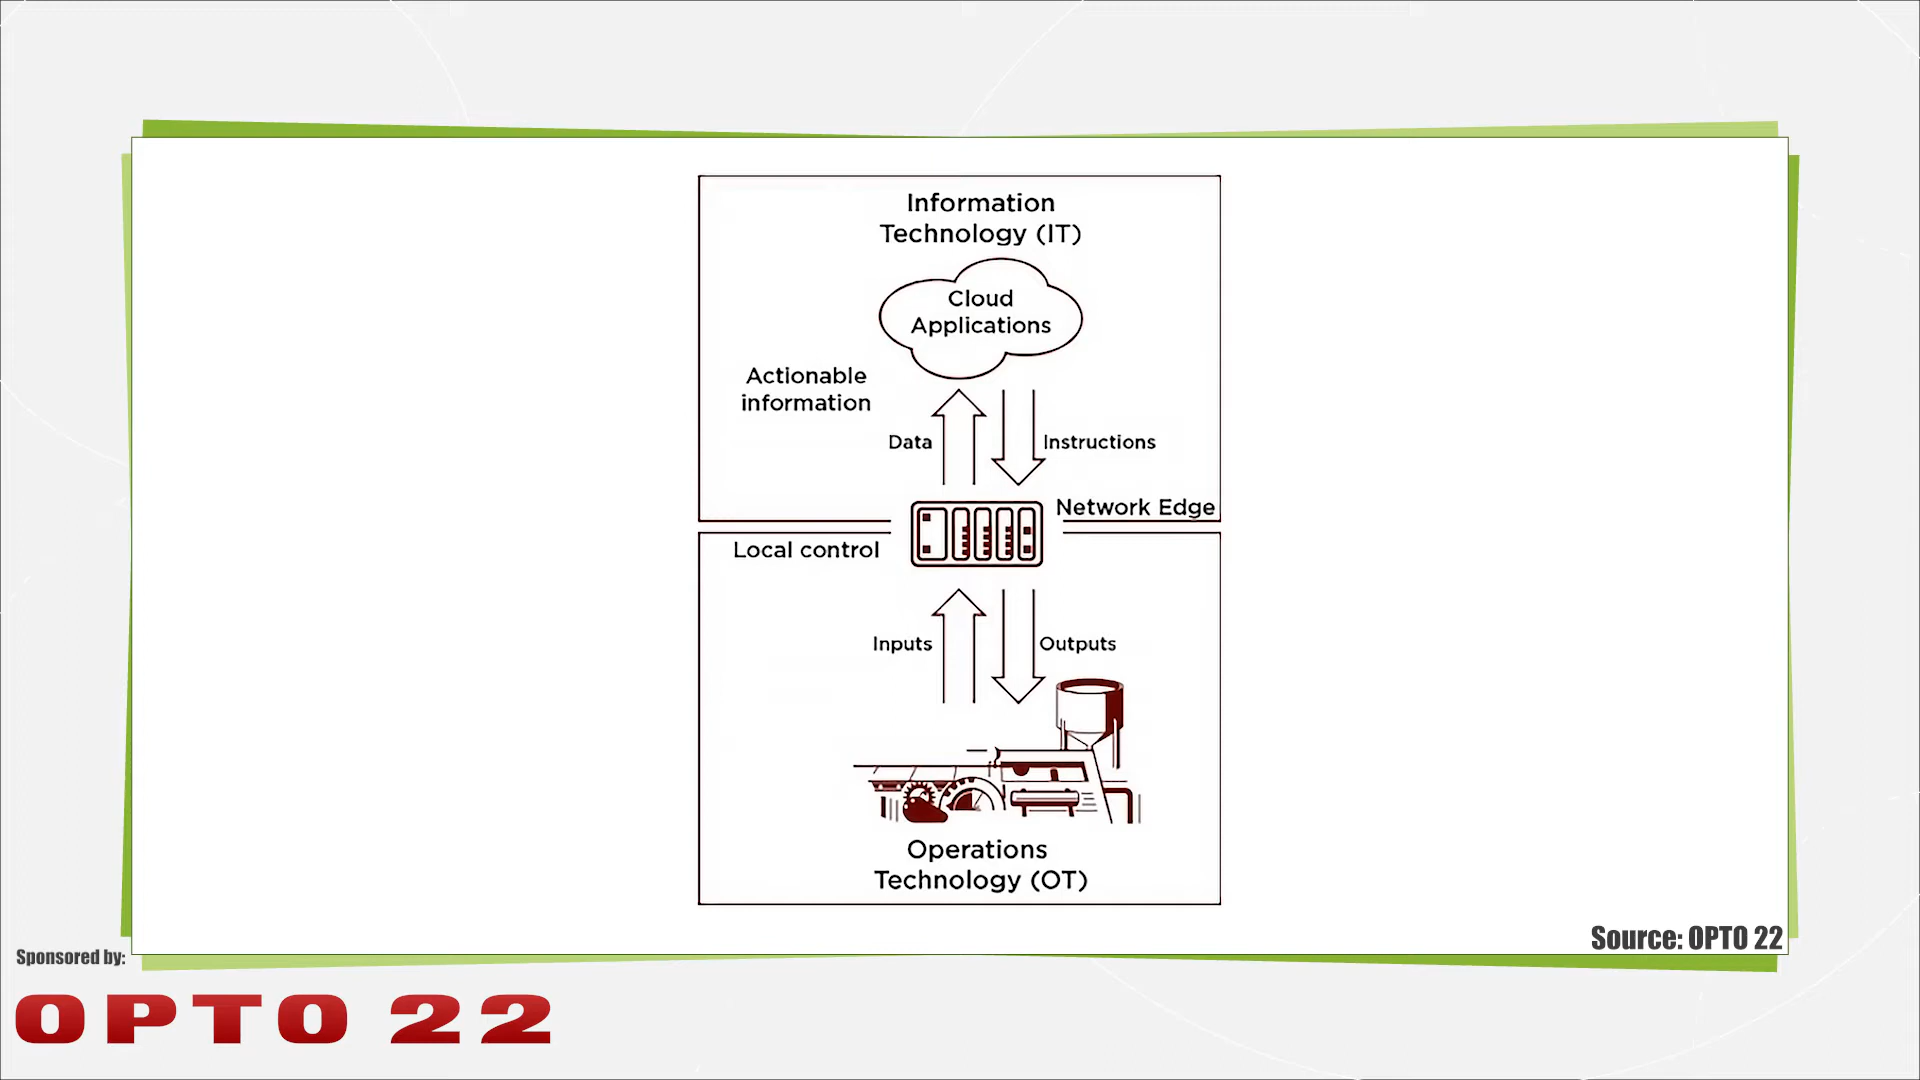 Information
Technology (IT)
Cloud
Applications
Actionable
information
Data
Instructions
Network Edge
Local control
Inputs
Outputs
Operations
Technology (OT)
Source: OPTO 22
Sponsored by:
OPTO 22